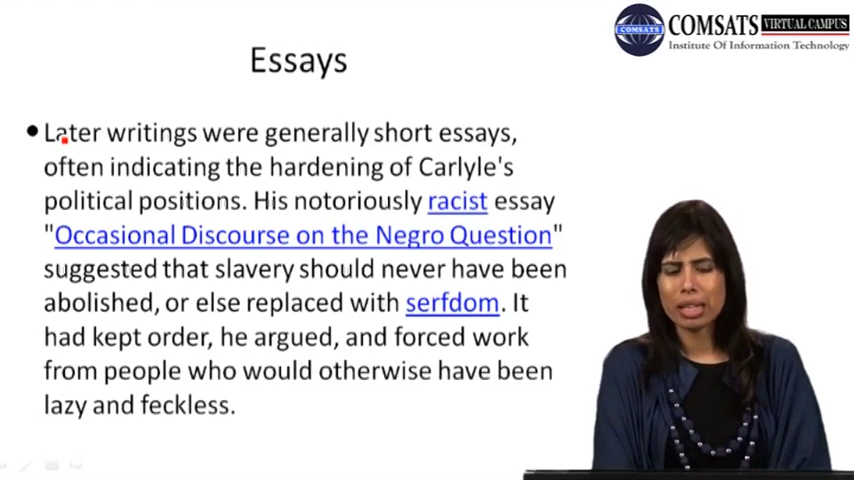 COMSATS VIRTUAL CAMPUS
Institute Of Information Technology
COMSATS
Essays
• Later writings were generally short essays,
often indicating the hardening of Carlyle's
political positions. His notoriously racist essay
"Occasional Discourse on the Negro Question"
suggested that slavery should never have been
abolished, or else replaced with serfdom. It
had kept order, he argued, and forced work
from people who would otherwise have been
lazy and feckless.